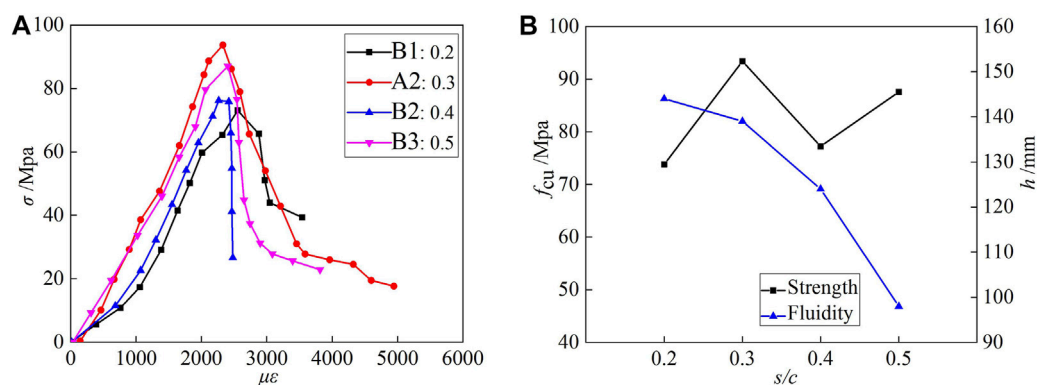 A
σ /Mpa
100
80
60
40
20
0
0 1000 2000 3000 4000 5000 6000
με
B1: 0.2
A2: 0.3
B2: 0.4
B3: 0.5
B
fcu /Mpa
100
90
80
70
60
50
40
0.2 0.3 0.4 0.5
s/c
Strength
Fluidity
160
150
140
130
120
110
100
90
h /mm